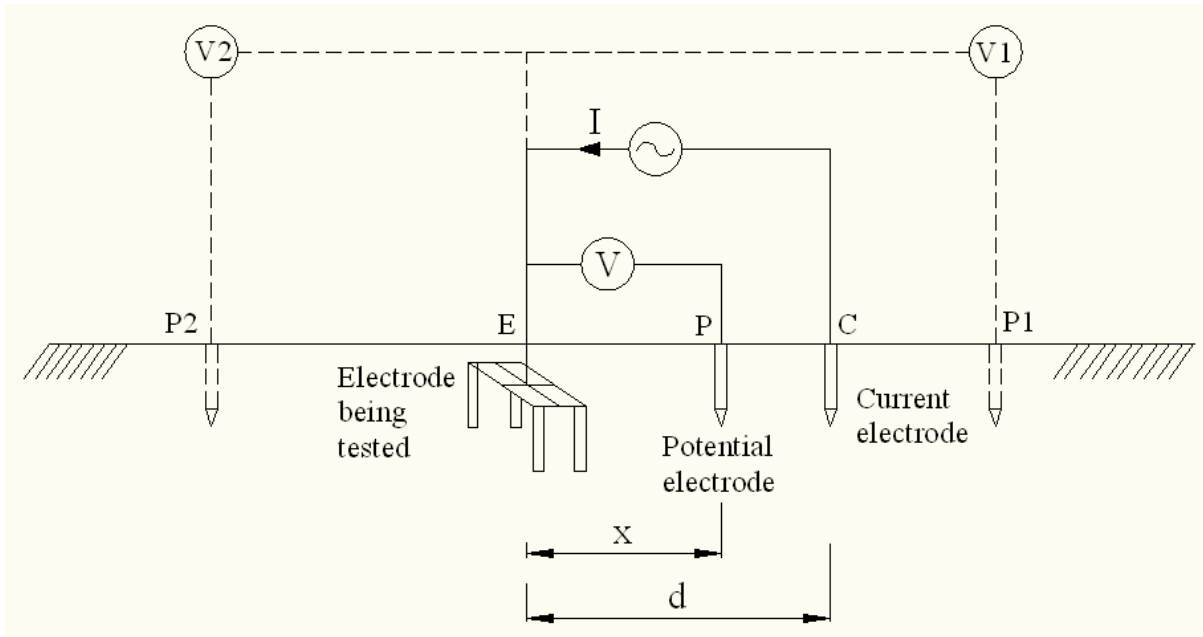 V2
V1
I
V
P2
E
P
C
P1
Electrode
being
tested
Potential
electrode
Current
electrode
x
d